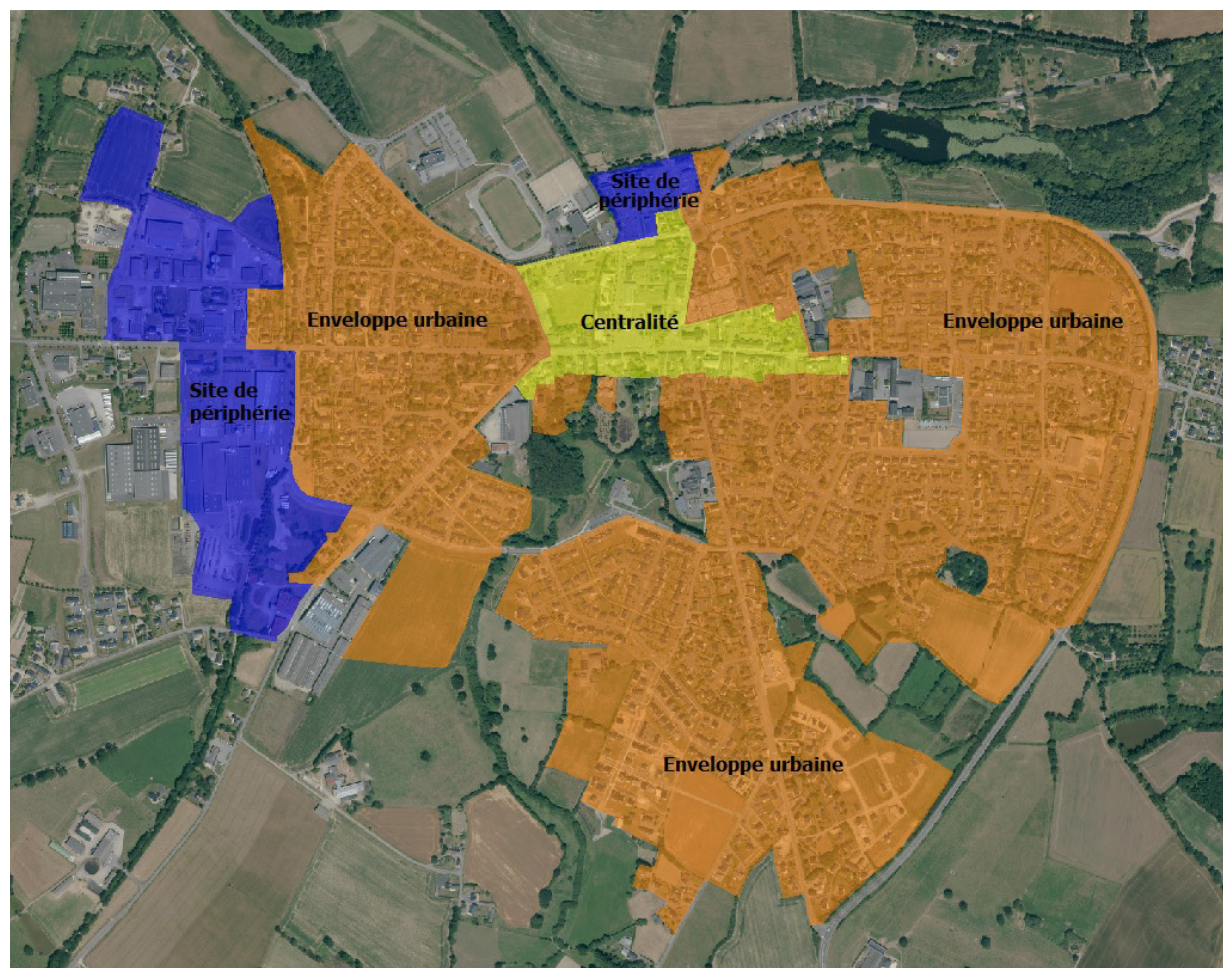 Site de
périphérie
Enveloppe urbaine
Centralité
Enveloppe urbaine
Site de
périphérie
Enveloppe urbaine